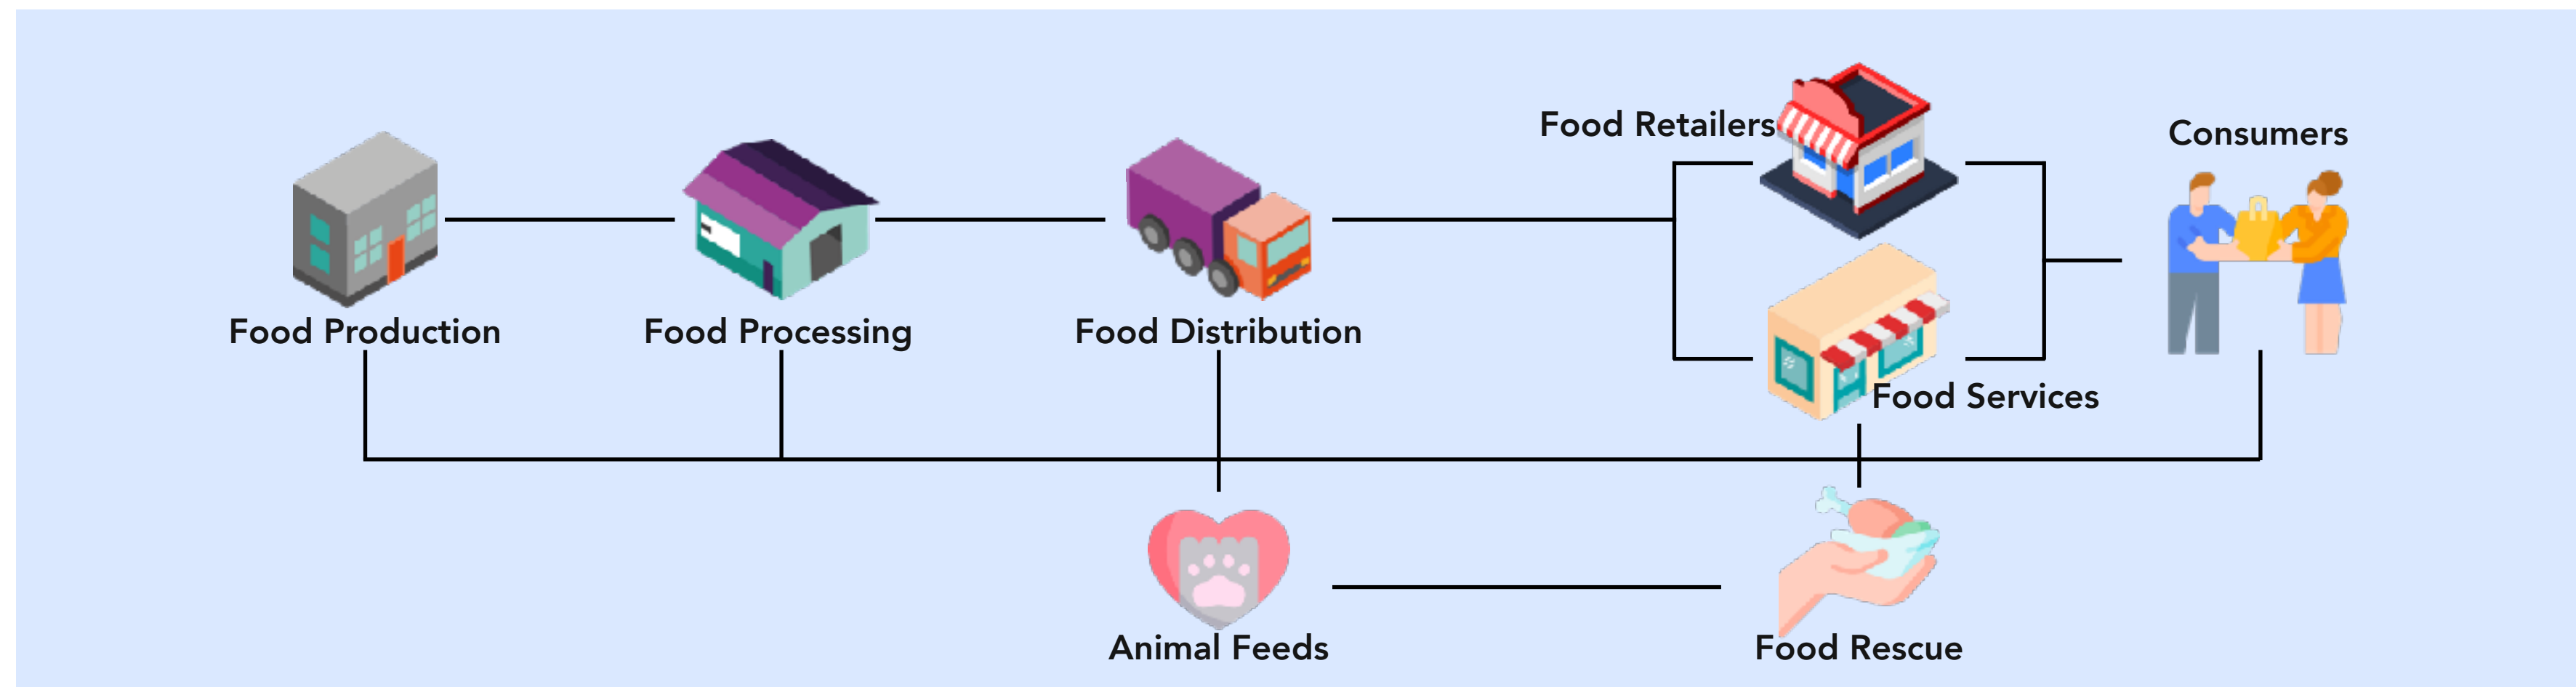 Food Retailers
Consumers
Food Production
Food Processing
Food Distribution
Food Services
Animal Feeds
Food Rescue